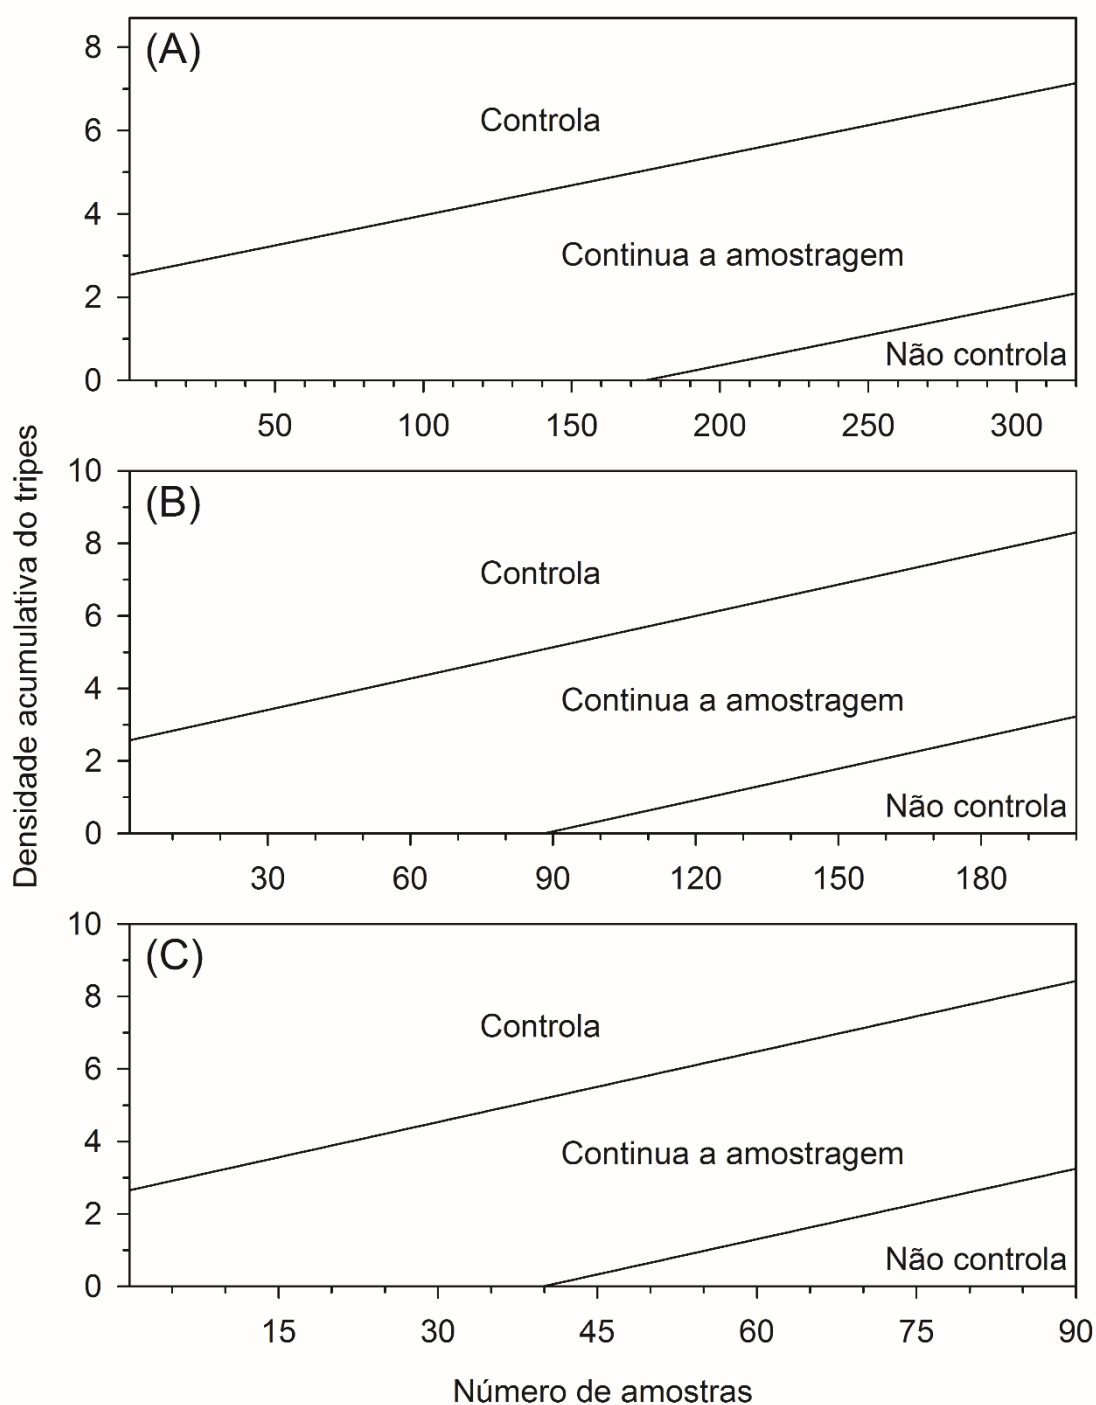 (A)
8
6
4
2
0
Controla
Continua a amostragem
Não controla
50 100 150 200 250 300
Densidade acumulativa do tripes
(B)
10
8
6
4
2
0
Controla
Continua a amostragem
Não controla
30 60 90 120 150 180
(C)
10
8
6
4
2
0
Controla
Continua a amostragem
Não controla
15 30 45 60 75 90
Número de amostras